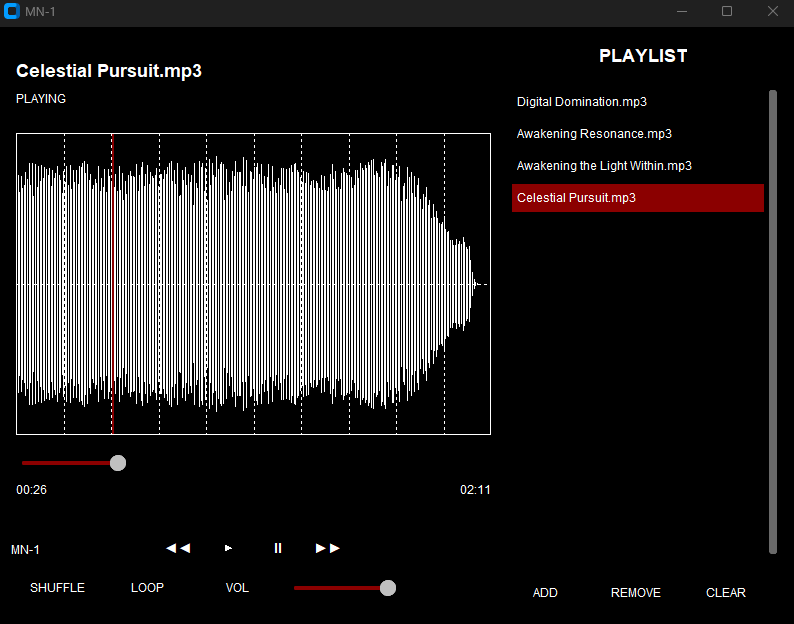 MN-1
Celestial Pursuit.mp3
PLAYING
00:26
02:11
MN-1
SHUFFLE
LOOP
VOL
PLAYLIST
Digital Domination.mp3
Awakening Resonance.mp3
Awakening the Light Within.mp3
Celestial Pursuit.mp3
ADD
REMOVE
CLEAR